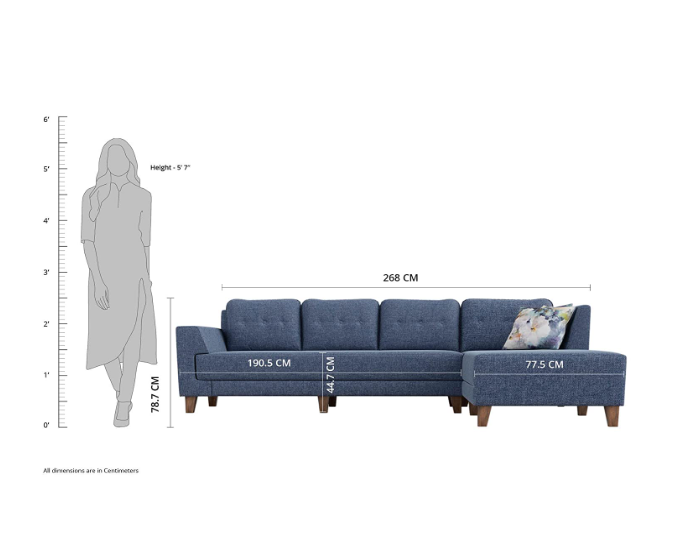 6'
5'
Height - 5' 7"
4'
3'
268 CM
2'
190.5 CM
44.7 CM
77.5 CM
1'
78.7 CM
0'
All dimensions are in Centimeters